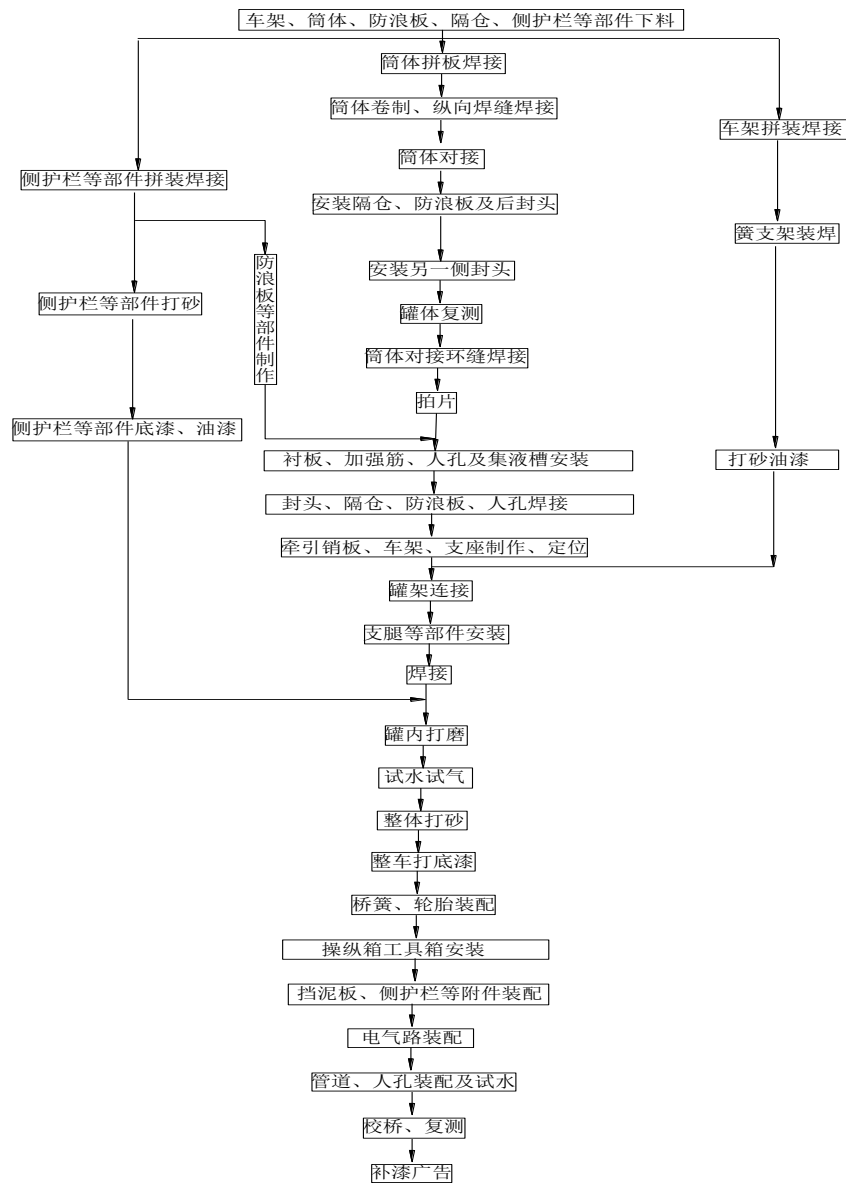 车架、筒体、防浪板、隔仓、侧护栏等部件下料
筒体拼板焊接
筒体卷制、纵向焊缝焊接
车架拼装焊接
筒体对接
侧护栏等部件拼装焊接
安装隔仓、防浪板及后封头
簧支架装焊
防浪板等部件制作
安装另一侧封头
侧护栏等部件打砂
罐体复测
筒体对接环缝焊接
拍片
侧护栏等部件底漆、油漆
衬板、加强筋、人孔及集液槽安装
打砂油漆
封头、隔仓、防浪板、人孔焊接
牵引销板、车架、支座制作、定位
罐架连接
支腿等部件安装
焊接
罐内打磨
试水试气
整体打砂
整车打底漆
桥簧、轮胎装配
操纵箱工具箱安装
挡泥板、侧护栏等附件装配
电气路装配
管道、人孔装配及试水
校桥、复测
补漆广告